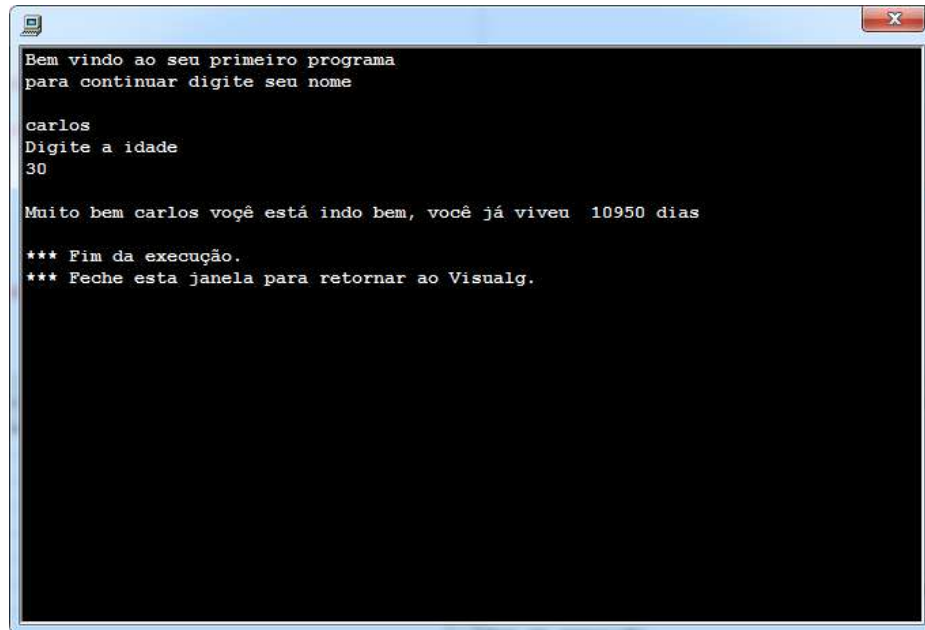 Bem vindo ao seu primeiro programa
para continuar digite seu nome
carlos
Digite a idade
30
Muito bem carlos voçê está indo bem, você já viveu  10950 dias
*** Fim da execução.
*** Feche esta janela para retornar ao Visualg.